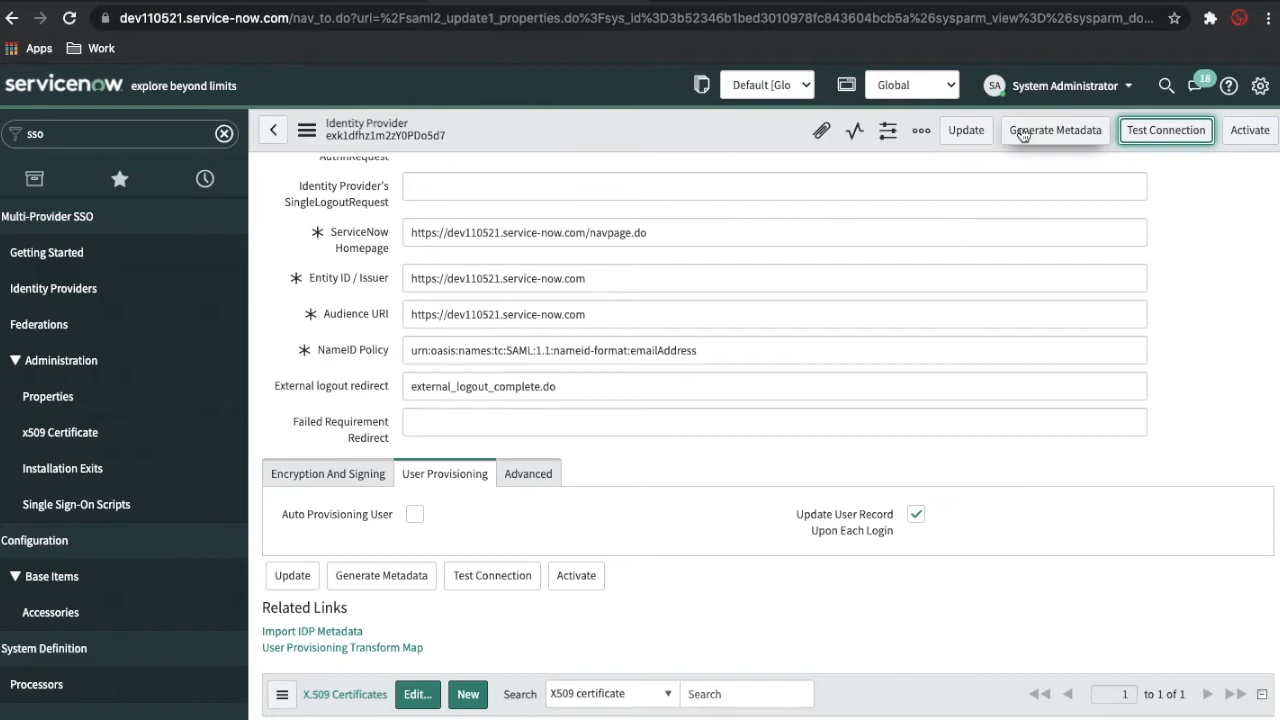 dev110521.service-now.com/nav_to.do?uri=%2Fsaml2_update1_properties.do%3Fsys_id%3D3b52346b1bed3010978fc843604bcb5a%26sysparm_view%3D%26sysparm_do...
Apps Work
servicenow explore beyond limits
Default [Glo Global
SA System Administrator 18
sso
Identity Provider
exk1dfhz1m2zY0PDo5d7
Update Generate Metadata Test Connection Activate
Multi-Provider SSO
Getting Started
Identity Providers
Federations
Administration
Properties
x509 Certificate
Installation Exits
Single Sign-On Scripts
Configuration
Base Items
Accessories
System Definition
Processors
AuthnRequest
Identity Provider's
SingleLogoutRequest
ServiceNow
Homepage
https://dev110521.service-now.com/navpage.do
Entity ID / Issuer https://dev110521.service-now.com
Audience URI https://dev110521.service-now.com
NameID Policy urn:oasis:names:tc:SAML:1.1:nameid-format:emailAddress
External logout redirect external_logout_complete.do
Failed Requirement
Redirect
Encryption And Signing User Provisioning Advanced
Auto Provisioning User
Update User Record
Upon Each Login
Update Generate Metadata Test Connection Activate
Related Links
Import IDP Metadata
User Provisioning Transform Map
X.509 Certificates Edit... New Search X509 certificate Search 1 to 1 of 1